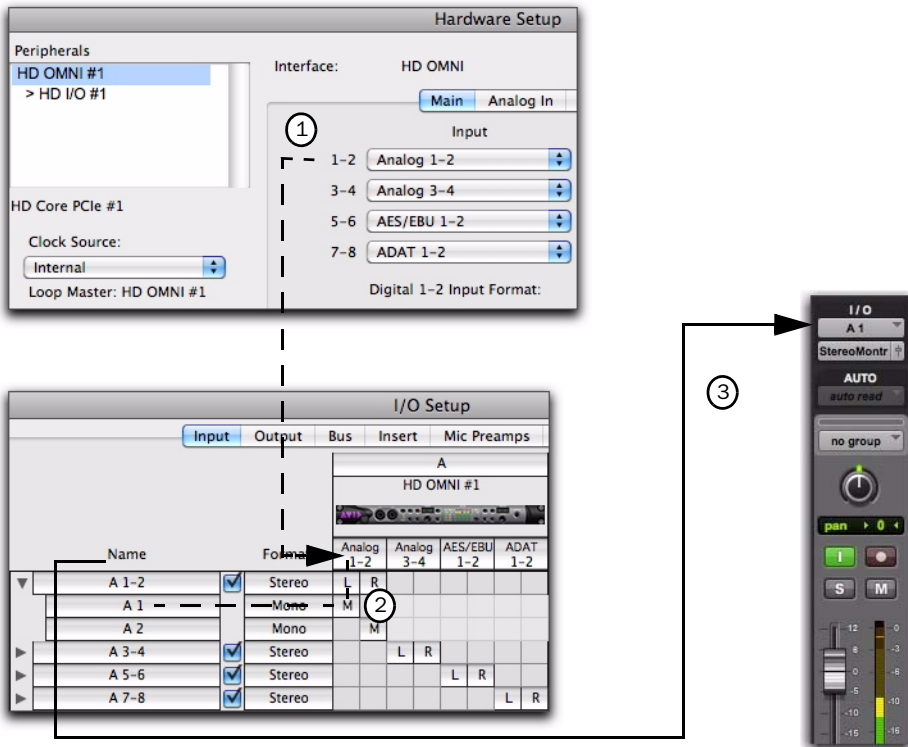 Hardware Setup
Peripherals
HD OMNI #1
> HD I/O #1
HD Core PCIe #1
Clock Source:
Internal
Loop Master: HD OMNI #1
Interface: HD OMNI
Main Analog In
Input
1
1-2 Analog 1-2
3-4 Analog 3-4
5-6 AES/EBU 1-2
7-8 ADAT 1-2
Digital 1-2 Input Format:
I/O Setup
Input Output Bus Insert Mic Preamps
A
HD OMNI #1
AVID
Name Format Analog 1-2 Analog 3-4 AES/EBU 1-2 ADAT 1-2
A 1-2 Stereo L R
A 1 Mono M
2
A 2 Mono M
A 3-4 Stereo L R
A 5-6 Stereo L R
A 7-8 Stereo L R
3
I/O
A 1
StereoMontr
AUTO
auto read
no group
pan 0
I
S M
12 0
6 -3
0 -6
-5
-10 -10
-15 -16